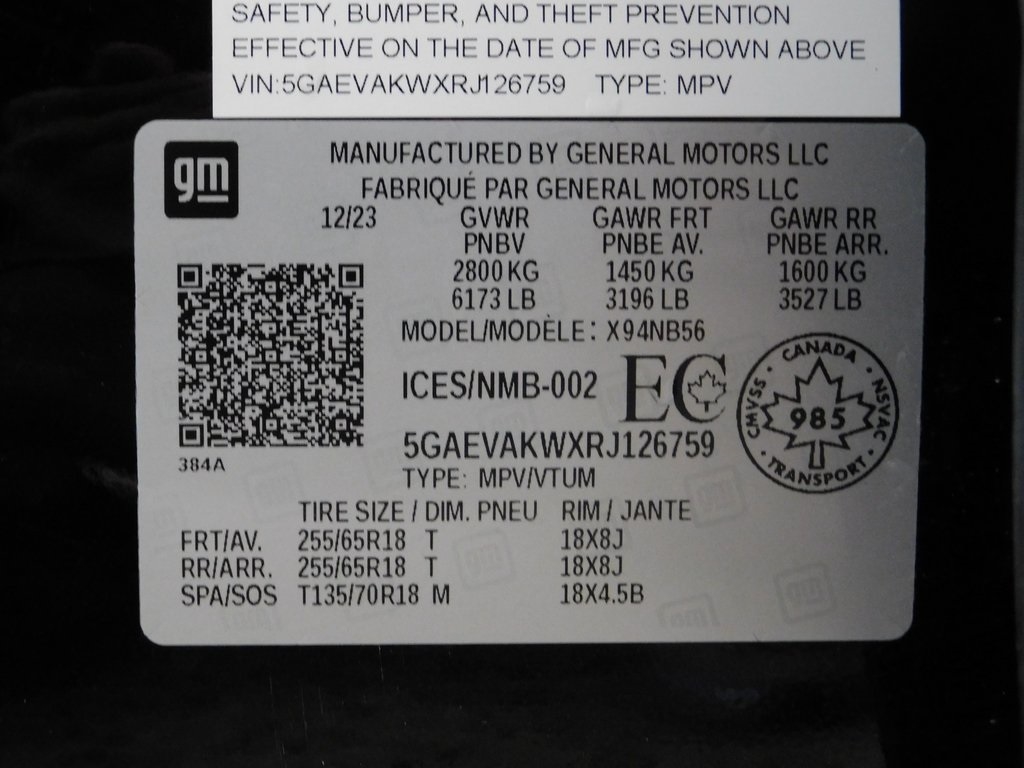 SAFETY, BUMPER, AND THEFT PREVENTION
EFFECTIVE ON THE DATE OF MFG SHOWN ABOVE
VIN:5GAEVAKWXRJ126759 TYPE: MPV
gm
MANUFACTURED BY GENERAL MOTORS LLC
FABRIQUÉ PAR GENERAL MOTORS LLC
12/23 GVWR GAWR FRT GAWR RR
PNBV PNBE AV. PNBE ARR.
2800 KG 1450 KG 1600 KG
6173 LB 3196 LB 3527 LB
MODEL/MODÈLE: X94NB56
ICES/NMB-002 EC
CANADA
CMVSS 985 NSVAC
TRANSPORT
5GAEVAKWXRJ126759
384A
TYPE: MPV/VTUM
TIRE SIZE / DIM. PNEU RIM / JANTE
FRT/AV. 255/65R18 T 18X8J
RR/ARR. 255/65R18 T 18X8J
SPA/SOS T135/70R18 M 18X4.5B